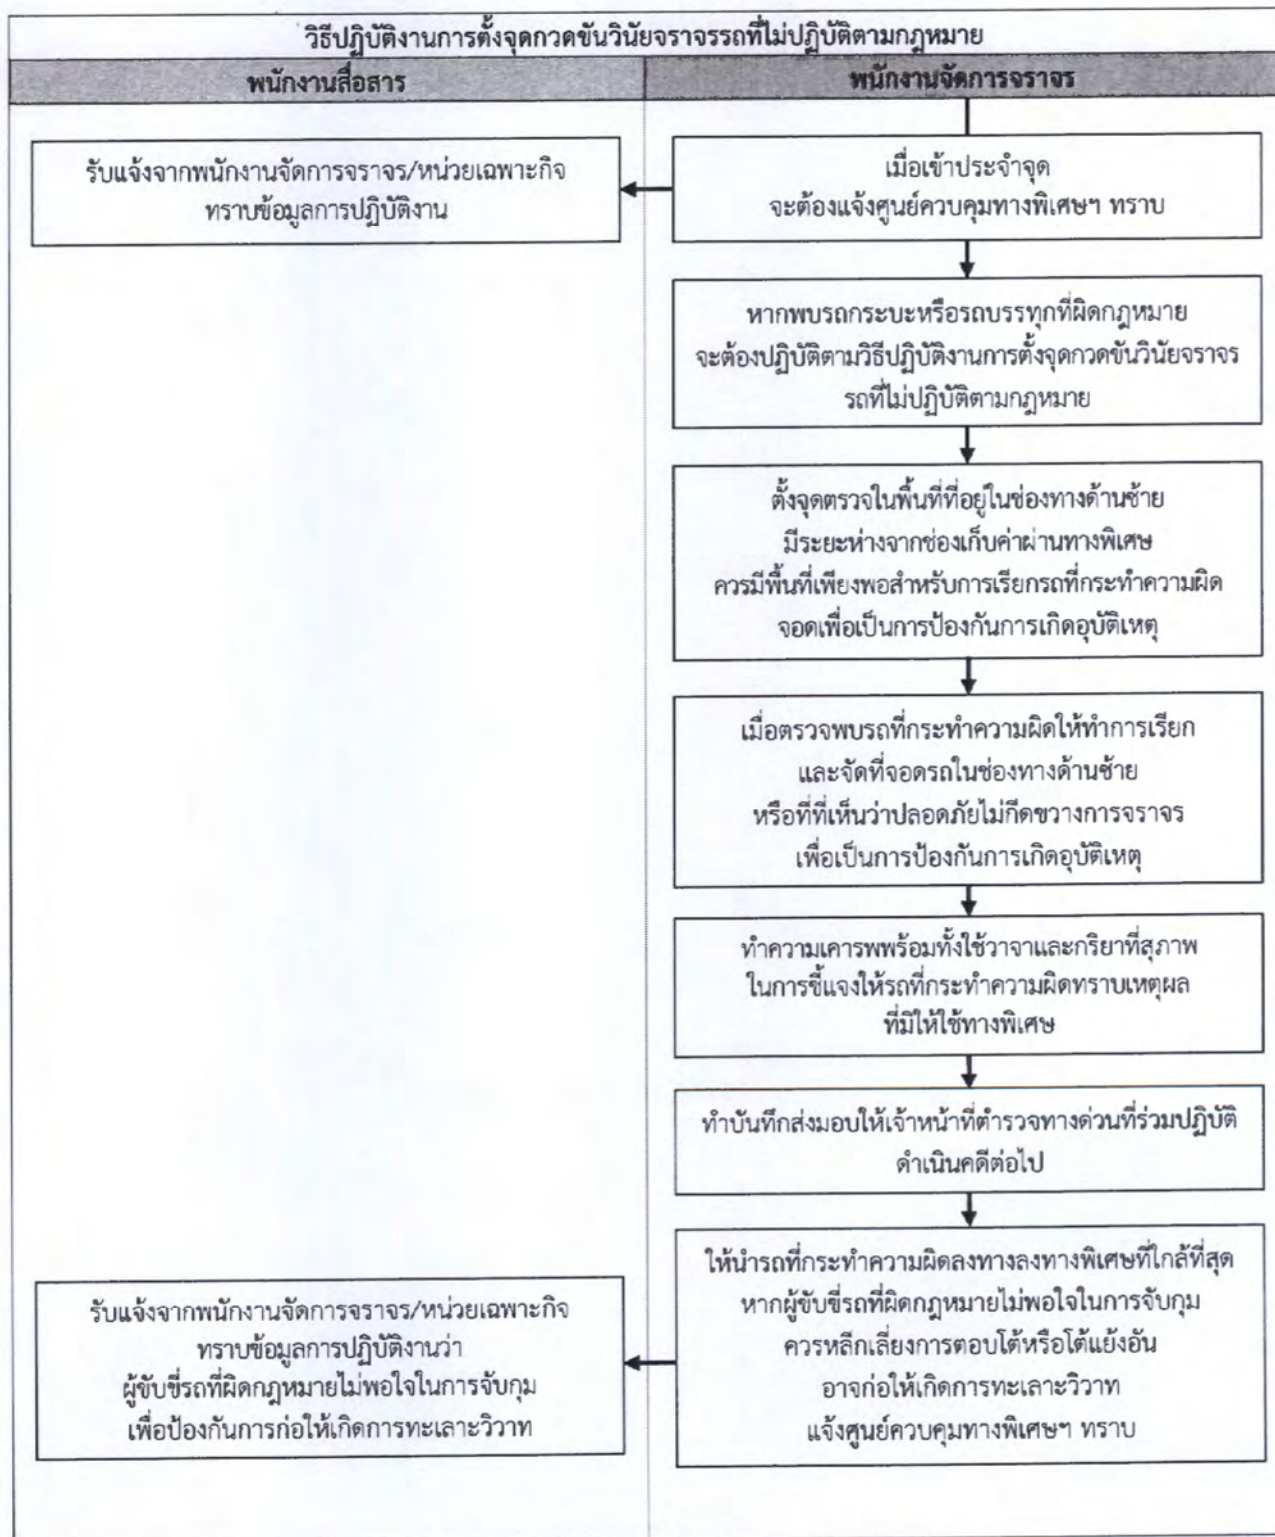 วิธีปฏิบัติงานการตั้งจุดกวดขันวินัยจราจรรถที่ไม่ปฏิบัติตามกฎหมาย
พนักงานสื่อสาร
พนักงานจัดการจราจร
รับแจ้งจากพนักงานจัดการจราจร/หน่วยเฉพาะกิจ
ทราบข้อมูลการปฏิบัติงาน
เมื่อเข้าประจำจุด
จะต้องแจ้งศูนย์ควบคุมทางพิเศษฯ ทราบ
หากพบรถกระบะหรือรถบรรทุกที่ผิดกฎหมาย
จะต้องปฏิบัติตามวิธีปฏิบัติงานการตั้งจุดกวดขันวินัยจราจร
รถที่ไม่ปฏิบัติตามกฎหมาย
ตั้งจุดตรวจในพื้นที่ที่อยู่ในช่องทางด้านซ้าย
มีระยะห่างจากช่องเก็บค่าผ่านทางพิเศษ
ควรมีพื้นที่เพียงพอสำหรับการเรียกรถที่กระทำความผิด
จอดเพื่อเป็นการป้องกันการเกิดอุบัติเหตุ
เมื่อตรวจพบรถที่กระทำความผิดให้ทำการเรียก
และจัดที่จอดรถในช่องทางด้านซ้าย
หรือที่ที่เห็นว่าปลอดภัยไม่กีดขวางการจราจร
เพื่อเป็นการป้องกันการเกิดอุบัติเหตุ
ทำความเคารพพร้อมทั้งใช้วาจาและกริยาที่สุภาพ
ในการชี้แจงให้รถที่กระทำความผิดทราบเหตุผล
ที่มิให้ใช้ทางพิเศษ
ทำบันทึกส่งมอบให้เจ้าหน้าที่ตำรวจทางด่วนที่ร่วมปฏิบัติ
ดำเนินคดีต่อไป
ให้นำรถที่กระทำความผิดลงทางลงทางพิเศษที่ใกล้ที่สุด
หากผู้ขับขี่รถที่ผิดกฎหมายไม่พอใจในการจับกุม
ควรหลีกเลี่ยงการตอบโต้หรือโต้แย้งอัน
อาจก่อให้เกิดการทะเลาะวิวาท
แจ้งศูนย์ควบคุมทางพิเศษฯ ทราบ
รับแจ้งจากพนักงานจัดการจราจร/หน่วยเฉพาะกิจ
ทราบข้อมูลการปฏิบัติงานว่า
ผู้ขับขี่รถที่ผิดกฎหมายไม่พอใจในการจับกุม
เพื่อป้องกันการก่อให้เกิดการทะเลาะวิวาท